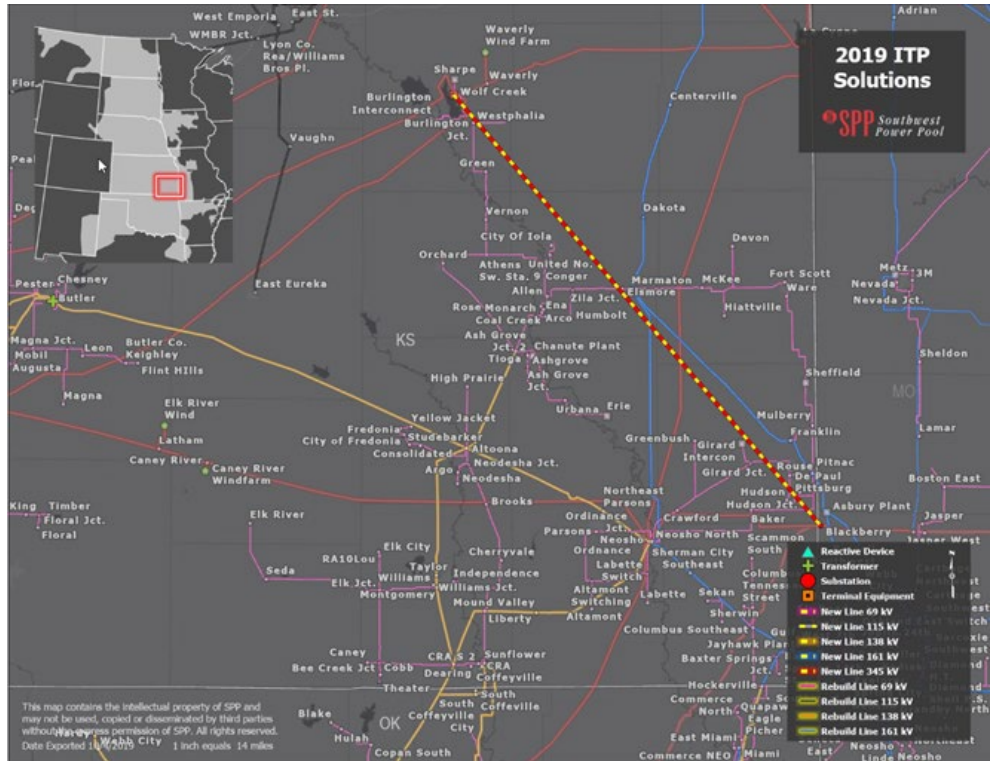 West Emporia
East St.
WMBR Jct.
Lyon Co.
Rea/Williams
Bros Pl.
Waverly
Wind Farm
Sharpe
Waverly
Wolf Creek
Burlington
Interconnect
Westphalia
Burlington
Jct.
Adrian
2019 ITP
Solutions
SPP Southwest
Power Pool
Centerville
Vaughn
Green
Vernon
Dakota
City Of Iola
Orchard
Athens
Sw. Sta. 9
United No.
Conger
Devon
Allen
Marmaton
McKee
Fort Scott
Ware
Metz
3M
Nevada
Nevada Jct.
East Eureka
Elsmore
Rose
Monarch
Ena
Zila Jct.
Hiattville
Coal Creek
Arco
Humbolt
Pester
Chesney
Butler
Ash Grove
Jct. 2
Chanute Plant
Tioga
Ashgrove
Ash Grove
Jct.
KS
MO
Magna Jct.
Mobil
Augusta
Leon
Butler Co.
Keighley
Flint HIlls
Magna
High Prairie
Sheffield
Sheldon
Elk River
Wind
Latham
Yellow Jacket
Urbana
Erie
Mulberry
Lamar
Fredonia
City of Fredonia
Studebarker
Consolidated
Altoona
Greenbush
Girard
Intercon
Franklin
Caney River
Caney River
Windfarm
Argo
Neodesha Jct.
Neodesha
Girard Jct.
Rouse
Pitnac
De Paul
Pittsburg
Boston East
Northeast
Parsons
Hudson
Hudson Jct.
Asbury Plant
King
Timber
Floral Jct.
Floral
Brooks
Ordinance
Jct.
Crawford
Baker
Blackberry
Jasper
Jasper West
Elk River
Parsons
Neosho
Neosho North
Scammon
South
Elk City
RA10Lou
Cherryvale
Ordnance
Sherman City
Southeast
Labette
Switch
Seda
Taylor
Williams
Independence
Elk Jct.
Williams Jct.
Montgomery
Altamont
Switching
Labette
Street
Sekan
Mound Valley
Sherwin
Liberty
Altamont
Columbus Southeast
Caney
CRA S 2
Sunflower
Bee Creek Jct.
Cobb
Dearing
CRA
Coffeyville
Baxter Springs
Jct.
Theater
South
Coffeyville
City
South
Coffeyville
Hockerville
Commerce
North
Blake
Hulah
Copan South
OK
East Miami
Commerce NEO
Eagle
Picher
Miami
Reactive Device
Transformer
Substation
Terminal Equipment
New Line 69 kV
New Line 115 kV
New Line 138 kV
New Line 161 kV
New Line 345 kV
Rebuild Line 69 kV
Rebuild Line 115 kV
Rebuild Line 138 kV
Rebuild Line 161 kV
N
East
Neosho
This map contains the intellectual property of SPP and
may not be used, copied or disseminated by third parties
without the express permission of SPP. All rights reserved.
Webb City
1 inch equals 14 miles